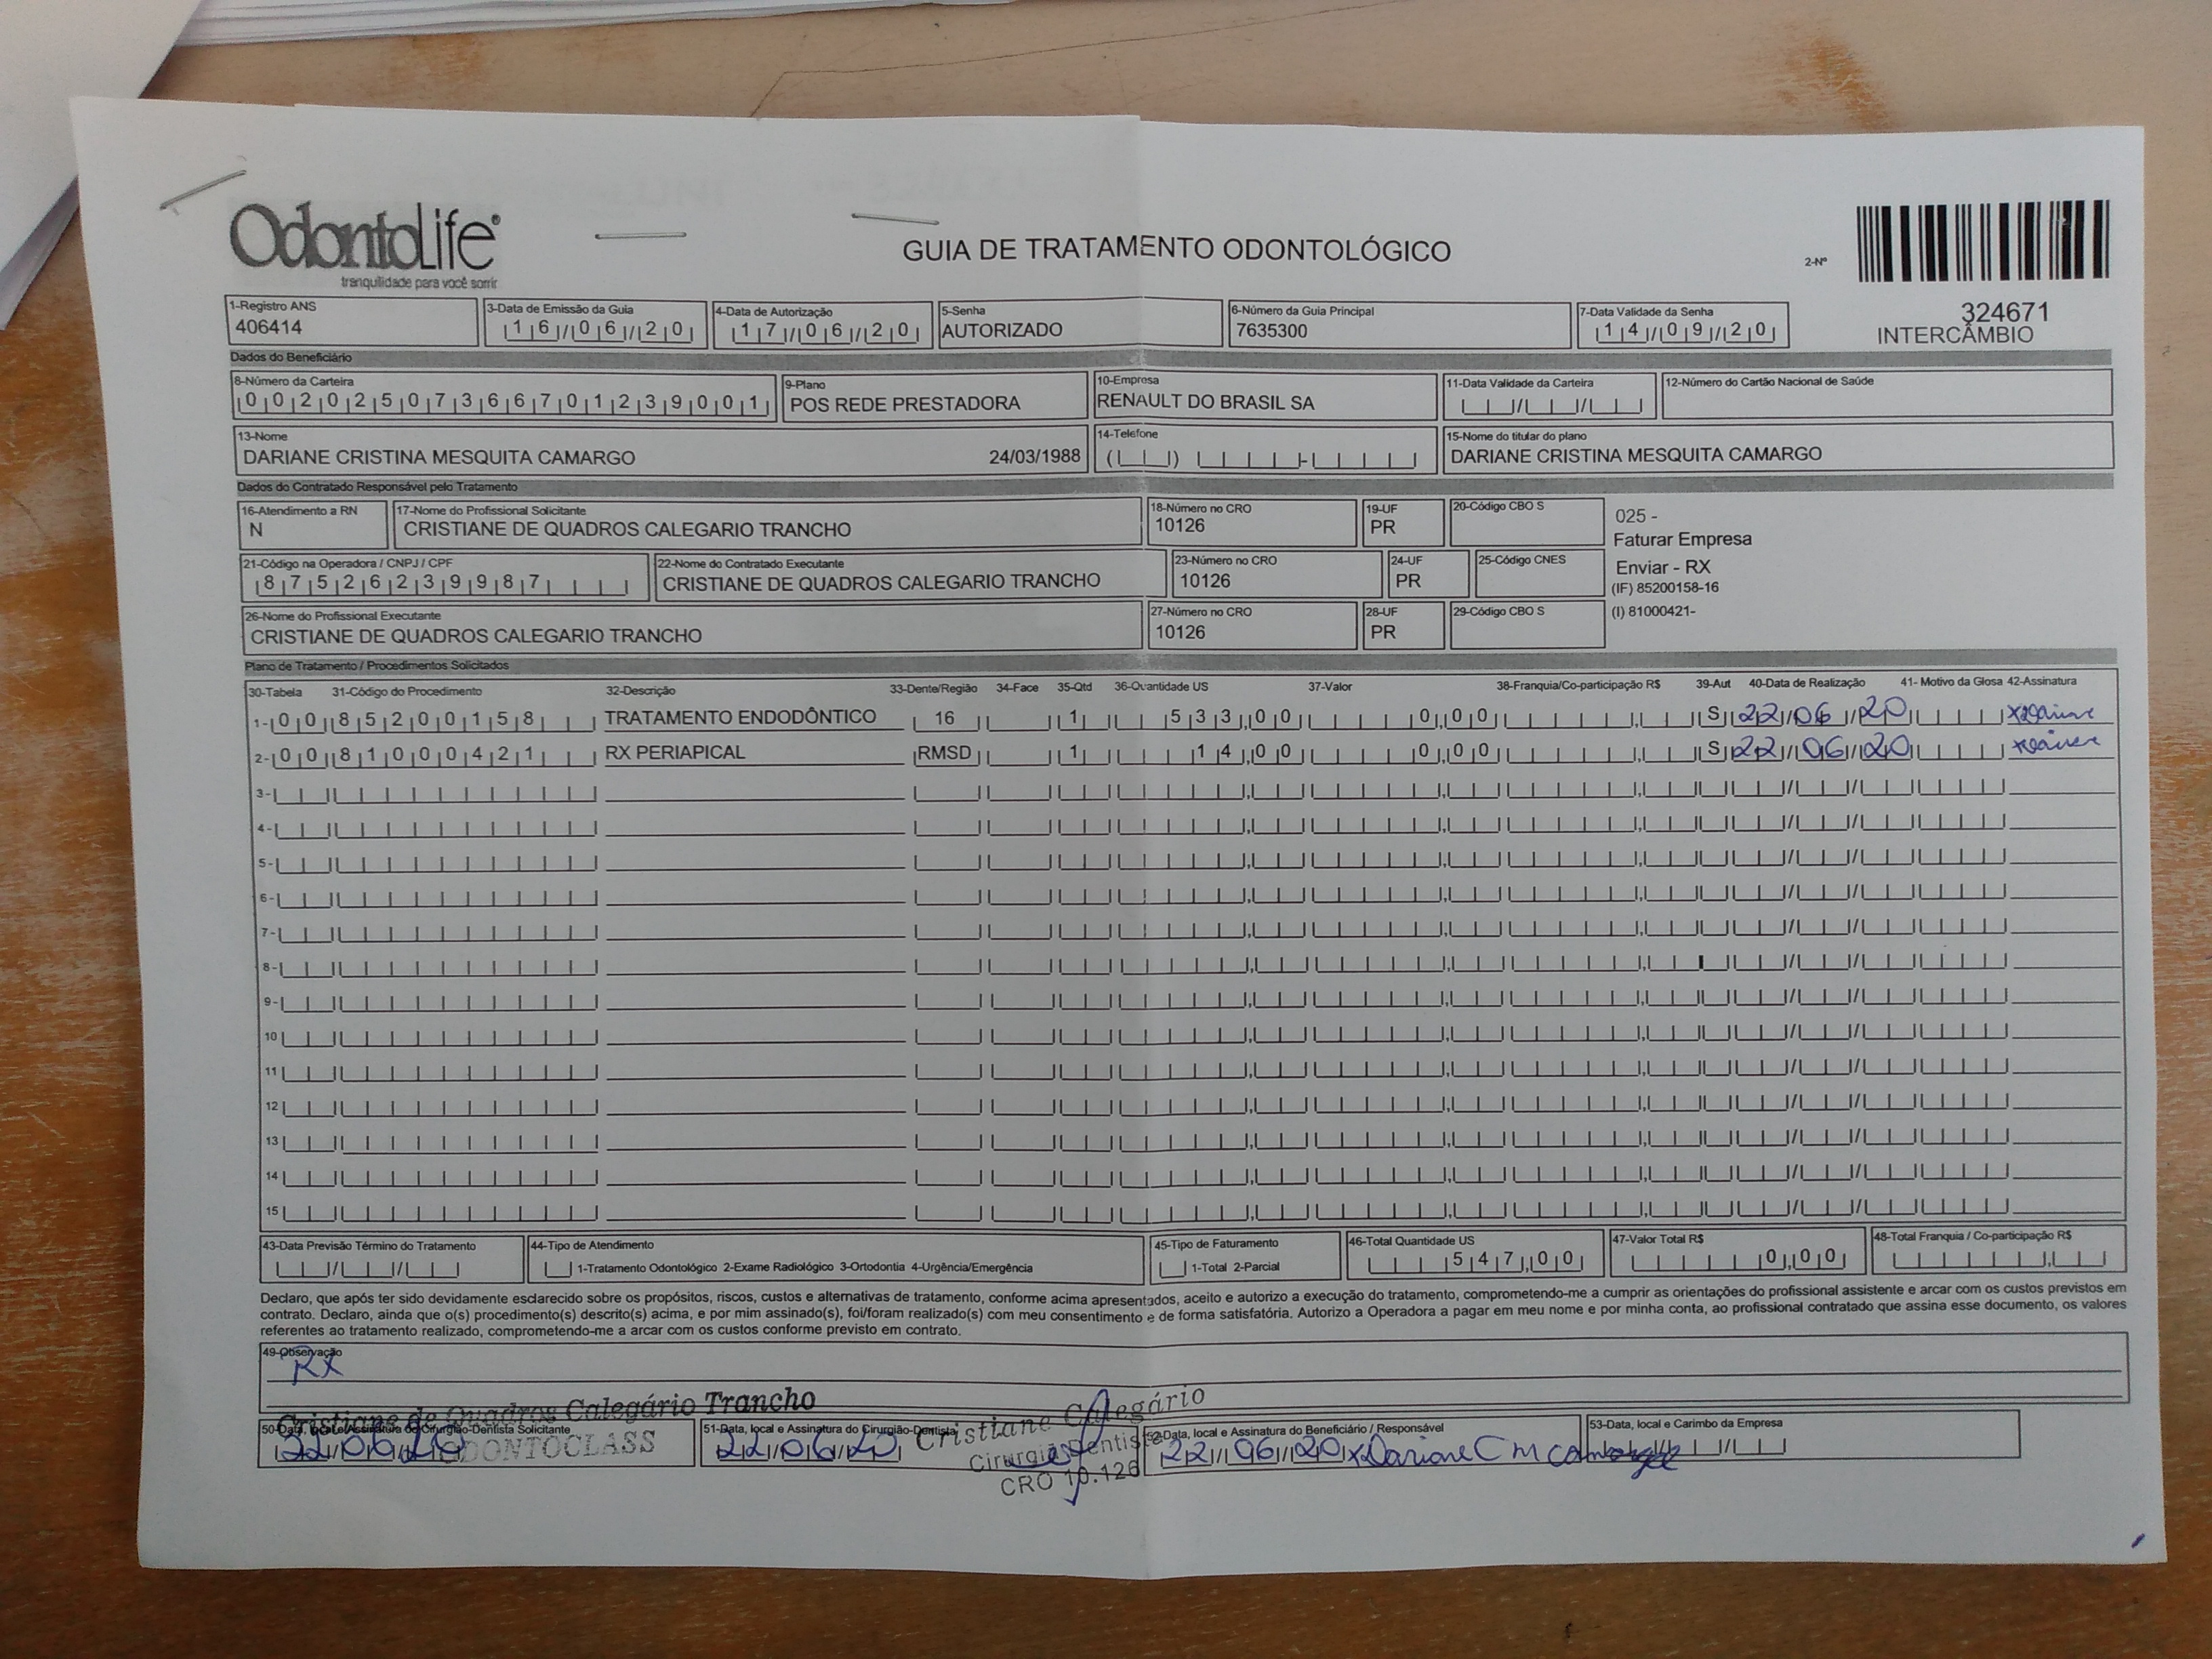 OdontoLife®
tranquilidade para você sorrir
GUIA DE TRATAMENTO ODONTOLÓGICO
2-Nº
324671
INTERCÂMBIO
1-Registro ANS
406414
3-Data de Emissão da Guia
16/06/20
4-Data de Autorização
17/06/20
5-Senha
AUTORIZADO
6-Número da Guia Principal
7635300
7-Data Validade da Senha
14/09/20
Dados do Beneficiário
8-Número da Carteira
00202507366701239001
9-Plano
POS REDE PRESTADORA
10-Empresa
RENAULT DO BRASIL SA
11-Data Validade da Carteira
12-Número do Cartão Nacional de Saúde
13-Nome
DARIANE CRISTINA MESQUITA CAMARGO 24/03/1988
14-Telefone
15-Nome do titular do plano
DARIANE CRISTINA MESQUITA CAMARGO
Dados do Contratado Responsável pelo Tratamento
16-Atendimento a RN
N
17-Nome do Profissional Solicitante
CRISTIANE DE QUADROS CALEGARIO TRANCHO
18-Número no CRO
10126
19-UF
PR
20-Código CBO S
025 -
Faturar Empresa
Enviar - RX
(IF) 85200158-16
(I) 81000421-
21-Código na Operadora / CNPJ / CPF
87526239987
22-Nome do Contratado Executante
CRISTIANE DE QUADROS CALEGARIO TRANCHO
23-Número no CRO
10126
24-UF
PR
25-Código CNES
26-Nome do Profissional Executante
CRISTIANE DE QUADROS CALEGARIO TRANCHO
27-Número no CRO
10126
28-UF
PR
29-Código CBO S
Plano de Tratamento / Procedimentos Solicitados
30-Tabela 31-Código do Procedimento 32-Descrição 33-Dente/Região 34-Face 35-Qtd 36-Quantidade US 37-Valor 38-Franquia/Co-participação R$ 39-Aut 40-Data de Realização 41- Motivo da Glosa 42-Assinatura
1- 00 85200158 TRATAMENTO ENDODÔNTICO 16 1 533,00 0,00 S 22/06/20
2- 00 81000421 RX PERIAPICAL RMSD 1 14,00 0,00 S 22/06/20
3-
4-
5-
6-
7-
8-
9-
10
11
12
13
14
15
43-Data Previsão Término do Tratamento
44-Tipo de Atendimento
1-Tratamento Odontológico 2-Exame Radiológico 3-Ortodontia 4-Urgência/Emergência
45-Tipo de Faturamento
1-Total 2-Parcial
46-Total Quantidade US
547,00
47-Valor Total R$
0,00
48-Total Franquia / Co-participação R$
Declaro, que após ter sido devidamente esclarecido sobre os propósitos, riscos, custos e alternativas de tratamento, conforme acima apresentados, aceito e autorizo a execução do tratamento, comprometendo-me a cumprir as orientações do profissional assistente e arcar com os custos previstos em
contrato. Declaro, ainda que o(s) procedimento(s) descrito(s) acima, e por mim assinado(s), foi/foram realizado(s) com meu consentimento e de forma satisfatória. Autorizo a Operadora a pagar em meu nome e por minha conta, ao profissional contratado que assina esse documento, os valores
referentes ao tratamento realizado, comprometendo-me a arcar com os custos conforme previsto em contrato.
49-Observação
RX
Cristiane de Quadros Calegário Trancho
ODONTOCLASS
50-Data, local e Assinatura do Cirurgião-Dentista Solicitante
22/06/20
51-Data, local e Assinatura do Cirurgião-Dentista
22/06/20
Cristiane Calegário
Cirurgiã Dentista
CRO 10.126
52-Data, local e Assinatura do Beneficiário / Responsável
22/06/20 x Dariane C M Camargo
53-Data, local e Carimbo da Empresa